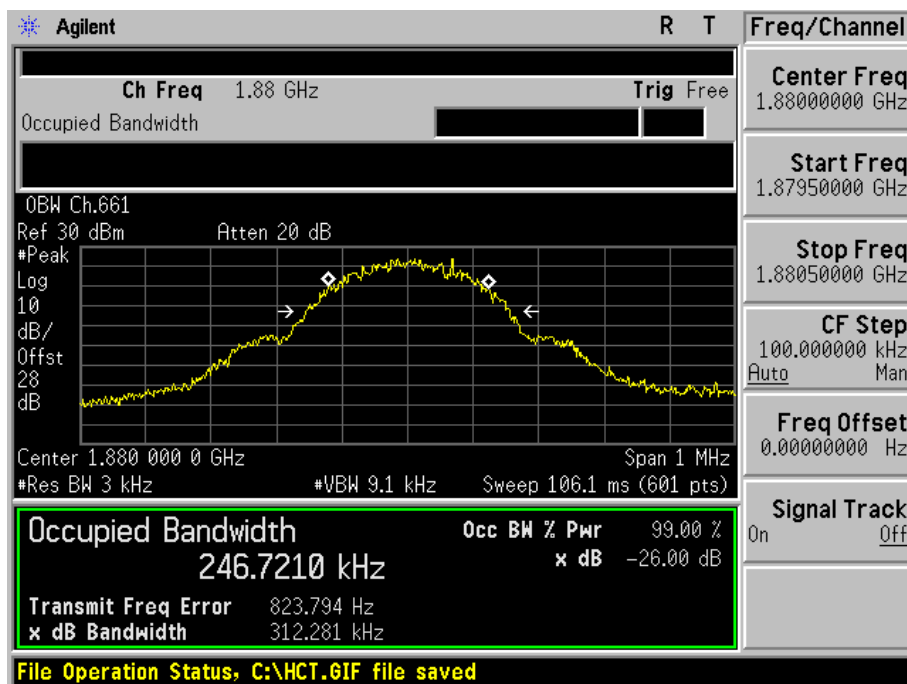 Agilent R T
Freq/Channel
Ch Freq 1.88 GHz Trig Free
Occupied Bandwidth
Center Freq
1.88000000 GHz
Start Freq
1.87950000 GHz
Stop Freq
1.88050000 GHz
CF Step
100.000000 kHz
Auto Man
Freq Offset
0.00000000 Hz
Signal Track
On Off
OBW Ch.661
Ref 30 dBm Atten 20 dB
#Peak
Log
10
dB/
Offst
28
dB
Center 1.880 000 0 GHz Span 1 MHz
#Res BW 3 kHz #VBW 9.1 kHz Sweep 106.1 ms (601 pts)
Occupied Bandwidth Occ BW % Pwr 99.00 %
246.7210 kHz x dB -26.00 dB
Transmit Freq Error 823.794 Hz
x dB Bandwidth 312.281 kHz
File Operation Status, C:\HCT.GIF file saved